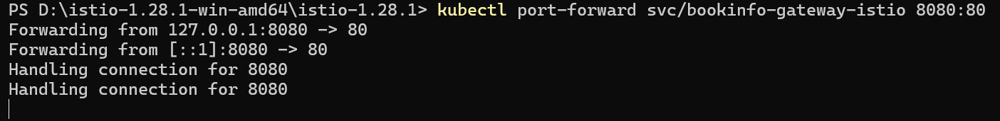 PS D:\istio-1.28.1-win-amd64\istio-1.28.1> kubectl port-forward svc/bookinfo-gateway-istio 8080:80
Forwarding from 127.0.0.1:8080 -> 80
Forwarding from [::1]:8080 -> 80
Handling connection for 8080
Handling connection for 8080